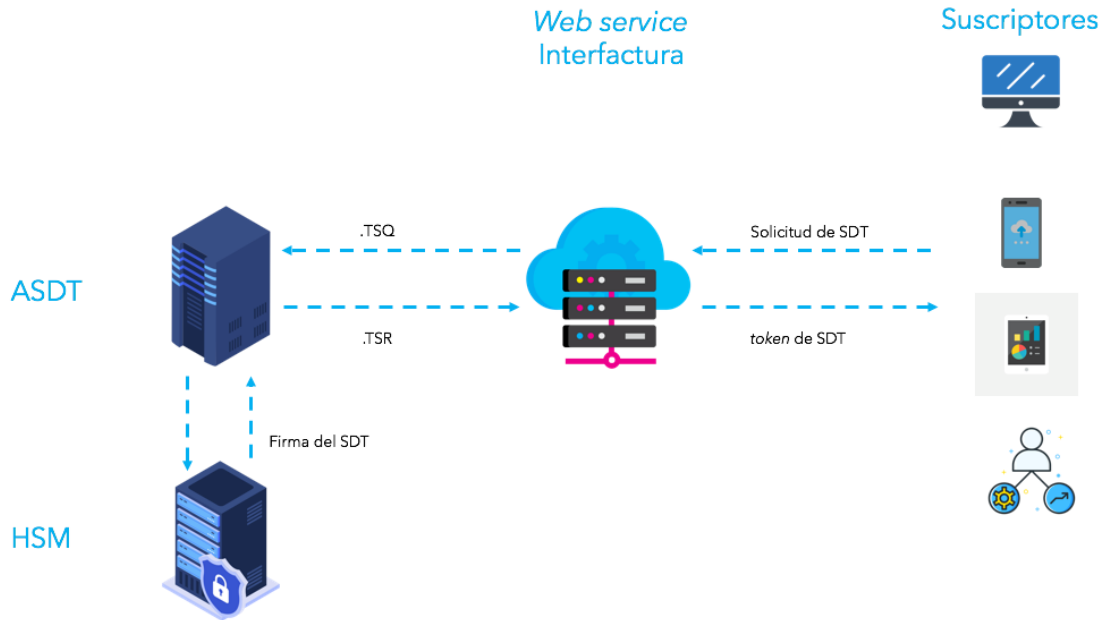 Web service
Interfactura
Suscriptores
.TSQ
Solicitud de SDT
ASDT
.TSR
token de SDT
Firma del SDT
HSM